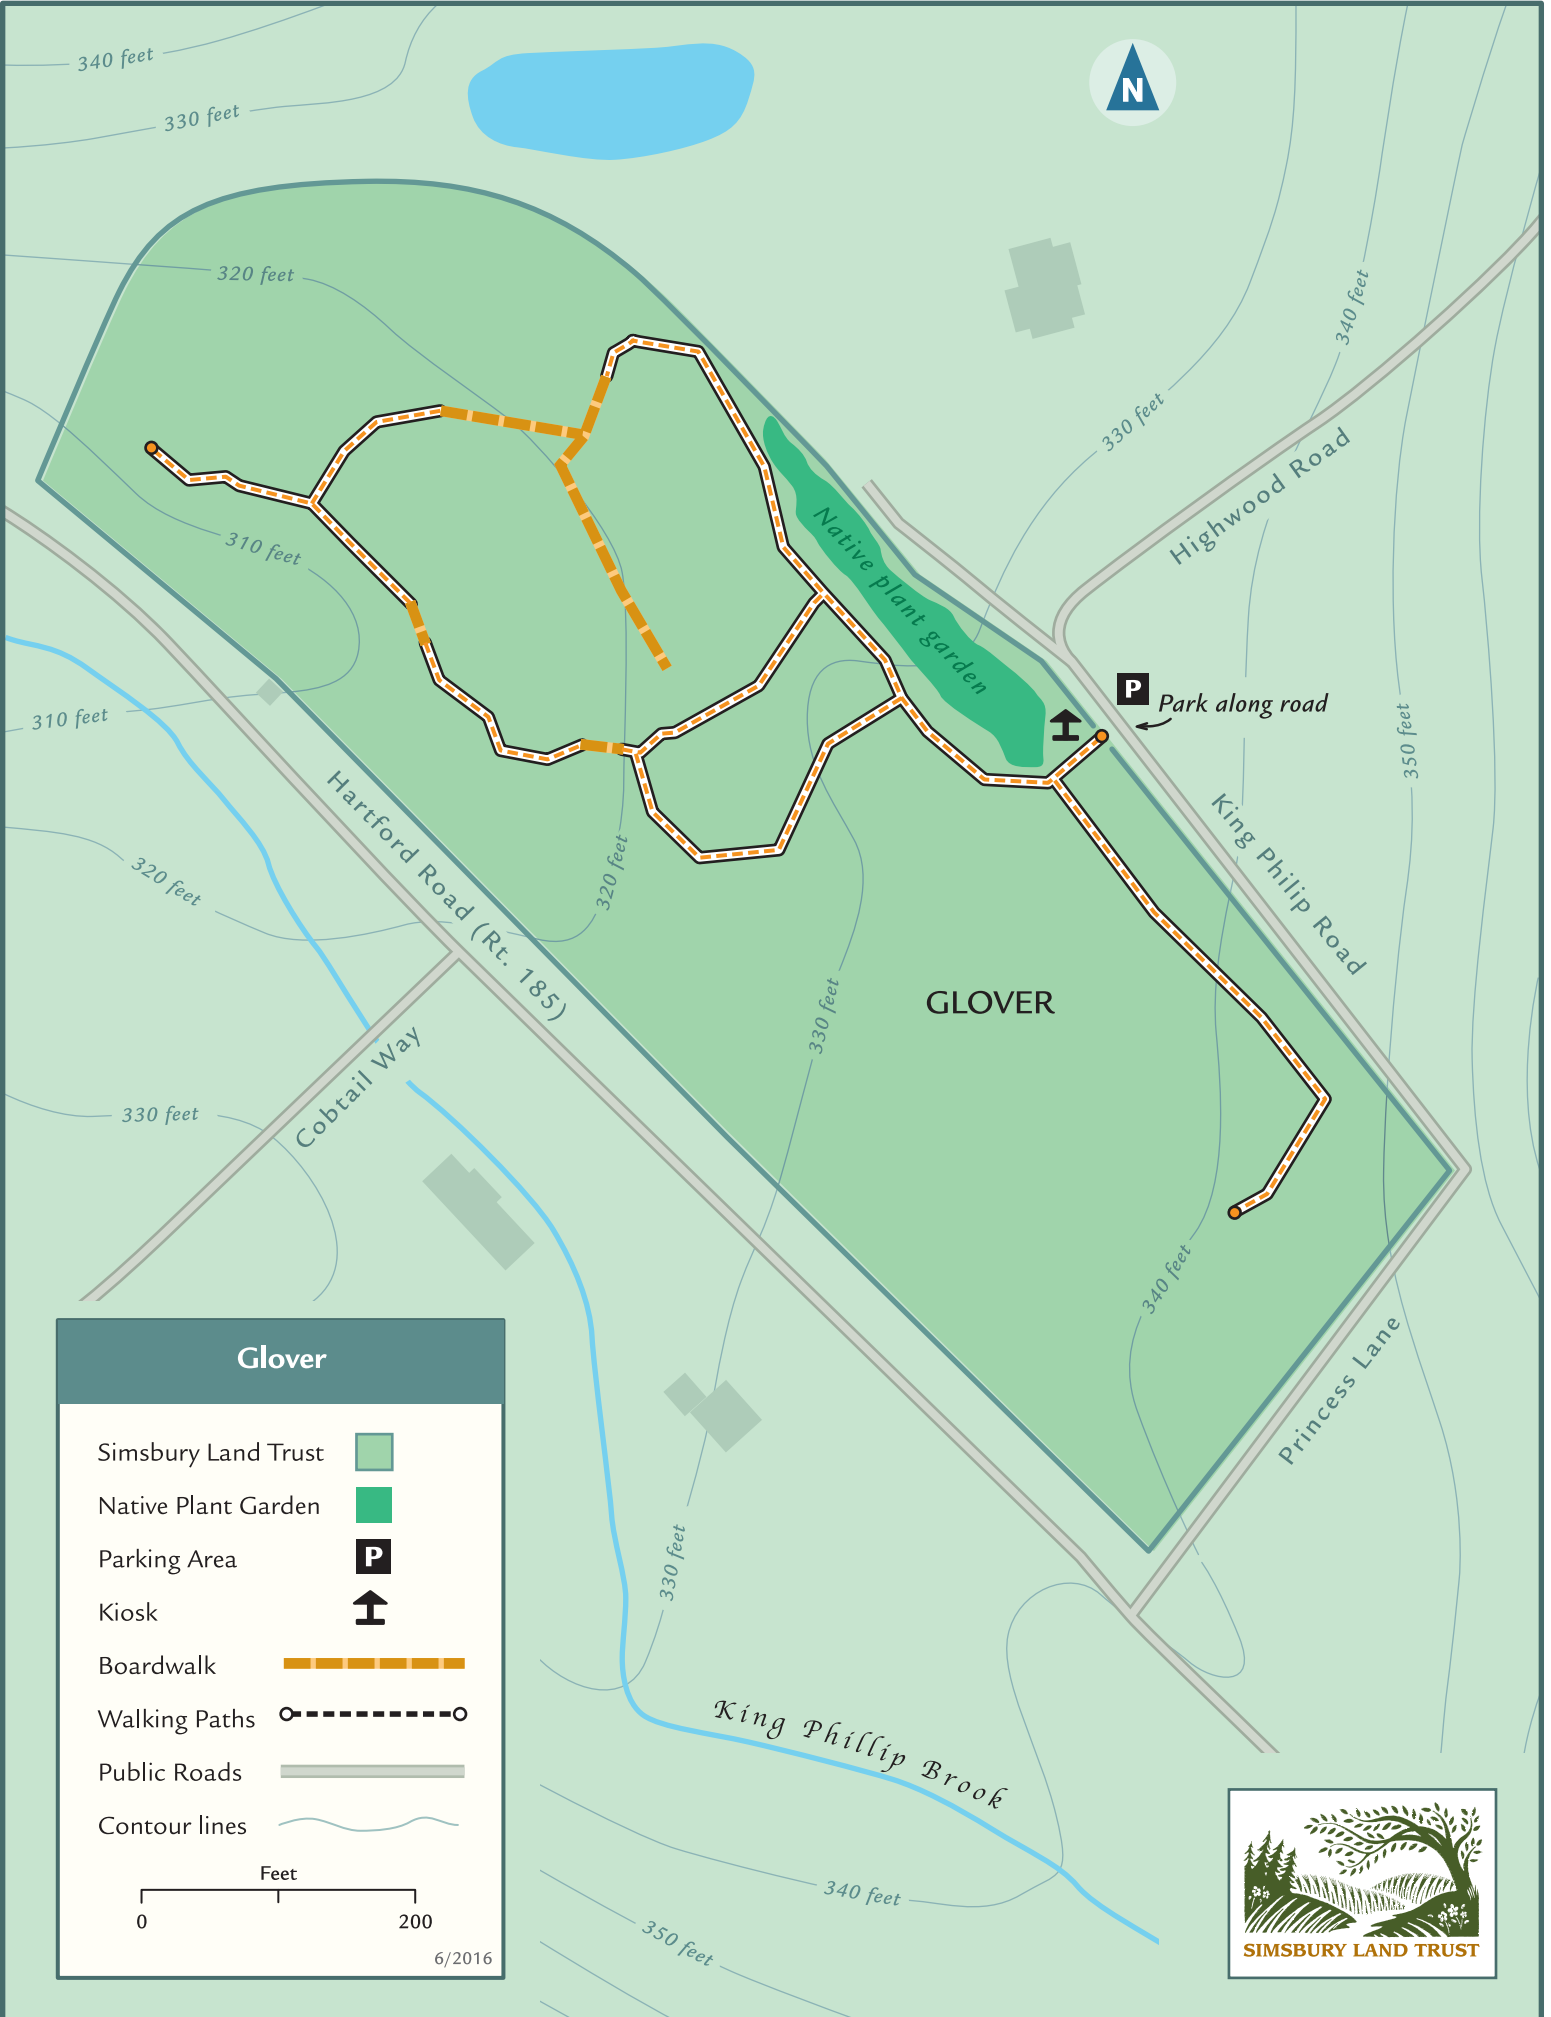 340 feet
330 feet
N
320 feet
340 feet
330 feet
Highwood Road
Native plant garden
310 feet
P
Park along road
310 feet
350 feet
Hartford Road (Rt. 185)
King Philip Road
320 feet
320 feet
330 feet
GLOVER
Cobtail Way
330 feet
340 feet
Princess Lane
330 feet
King Phillip Brook
340 feet
350 feet
Glover
Simsbury Land Trust
Native Plant Garden
Parking Area P
Kiosk
Boardwalk
Walking Paths
Public Roads
Contour lines
Feet
0 200
6/2016
SIMSBURY LAND TRUST